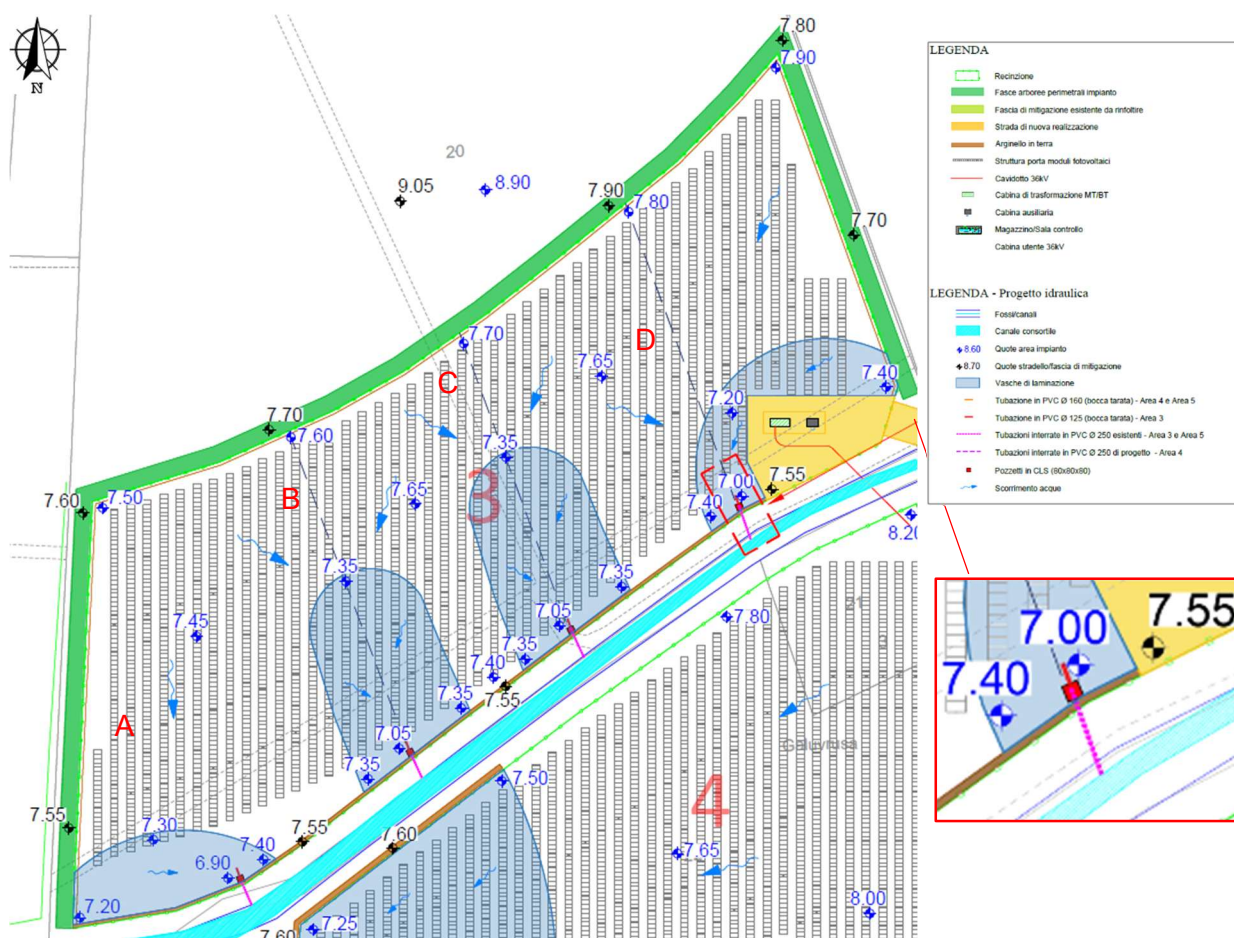 N
7.80
7.90
20
9.05
8.90
7.90
7.80
7.70
D
7.70
C
7.65
7.40
7.20
7.70
7.60
7.35
7.60
7.50
B
7.65
3
7.00
7.55
7.40
8.20
7.35
7.35
7.45
7.05
7.80
21
7.35
7.40
7.55
A
7.35
7.05
7.35
7.50
4
7.55
7.30
7.40
7.55
7.60
7.65
6.90
7.20
7.25
7.60
8.00
LEGENDA
Recinzione
Fasce arboree perimetrali impianto
Fascia di mitigazione esistente da rinfoltire
Strada di nuova realizzazione
Arginello in terra
Struttura porta moduli fotovoltaici
Cavidotto 36kV
Cabina di trasformazione MT/BT
Cabina ausiliaria
Magazzino/Sala controllo
Cabina utente 36kV
LEGENDA - Progetto idraulica
Fossi/canali
Canale consortile
8.60 Quote area impianto
8.70 Quote stradello/fascia di mitigazione
Vasche di laminazione
Tubazione in PVC Ø 160 (bocca tarata) - Area 4 e Area 5
Tubazione in PVC Ø 125 (bocca tarata) - Area 3
Tubazioni interrate in PVC Ø 250 esistenti - Area 3 e Area 5
Tubazioni interrate in PVC Ø 250 di progetto - Area 4
Pozzetti in CLS (80x80x80)
Scorrimento acque
7.00
7.55
7.40